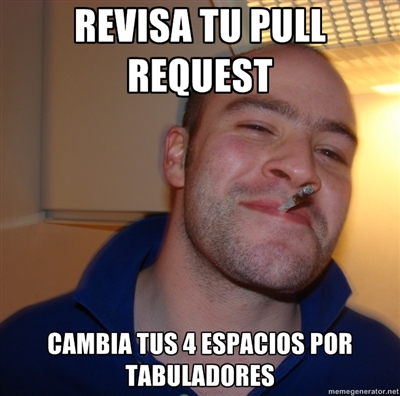 REVISA TU PULL
REQUEST
CAMBIA TUS 4 ESPACIOS POR
TABULADORES
memegenerator.net